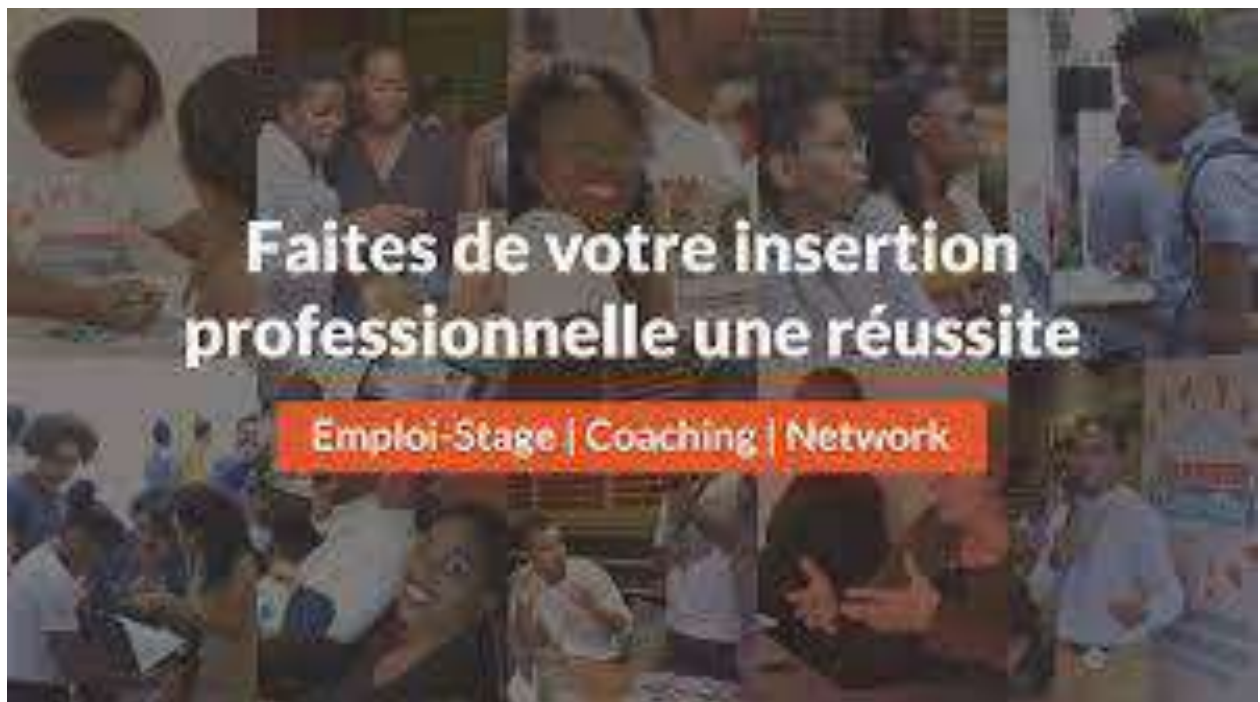 Faites de votre insertion
professionnelle une réussite
Emploi-Stage | Coaching | Network